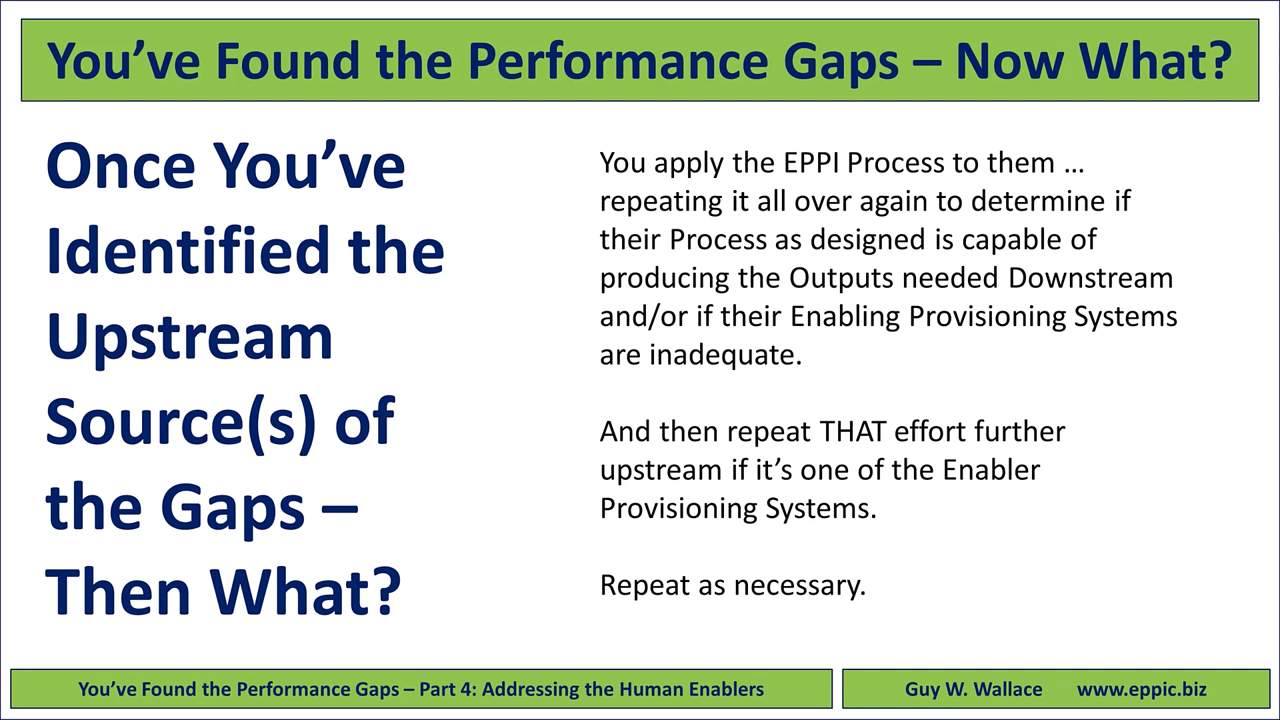 You’ve Found the Performance Gaps – Now What?
Once You’ve
Identified the
Upstream
Source(s) of
the Gaps –
Then What?
You apply the EPPI Process to them …
repeating it all over again to determine if
their Process as designed is capable of
producing the Outputs needed Downstream
and/or if their Enabling Provisioning Systems
are inadequate.
And then repeat THAT effort further
upstream if it’s one of the Enabler
Provisioning Systems.
Repeat as necessary.
You’ve Found the Performance Gaps – Part 4: Addressing the Human Enablers
Guy W. Wallace www.eppic.biz